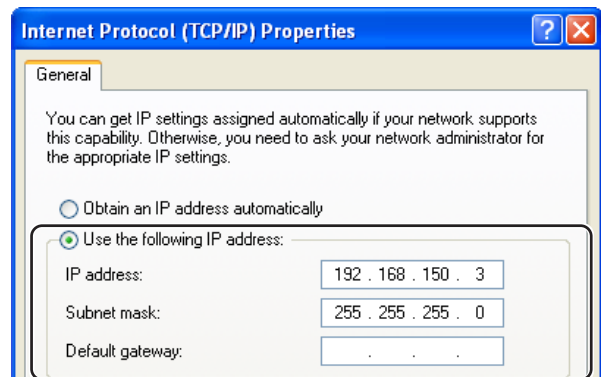 Internet Protocol (TCP/IP) Properties
General
You can get IP settings assigned automatically if your network supports
this capability. Otherwise, you need to ask your network administrator for
the appropriate IP settings.
Obtain an IP address automatically
Use the following IP address:
IP address: 192 . 168 . 150 . 3
Subnet mask: 255 . 255 . 255 . 0
Default gateway: . . .